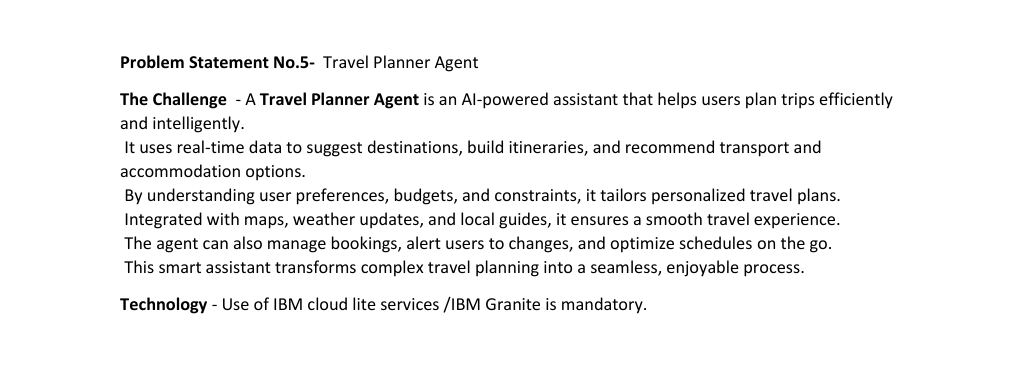 Problem Statement No.5-  Travel Planner Agent
The Challenge  - A Travel Planner Agent is an AI-powered assistant that helps users plan trips efficiently
and intelligently.
It uses real-time data to suggest destinations, build itineraries, and recommend transport and
accommodation options.
By understanding user preferences, budgets, and constraints, it tailors personalized travel plans.
Integrated with maps, weather updates, and local guides, it ensures a smooth travel experience.
The agent can also manage bookings, alert users to changes, and optimize schedules on the go.
This smart assistant transforms complex travel planning into a seamless, enjoyable process.
Technology - Use of IBM cloud lite services /IBM Granite is mandatory.